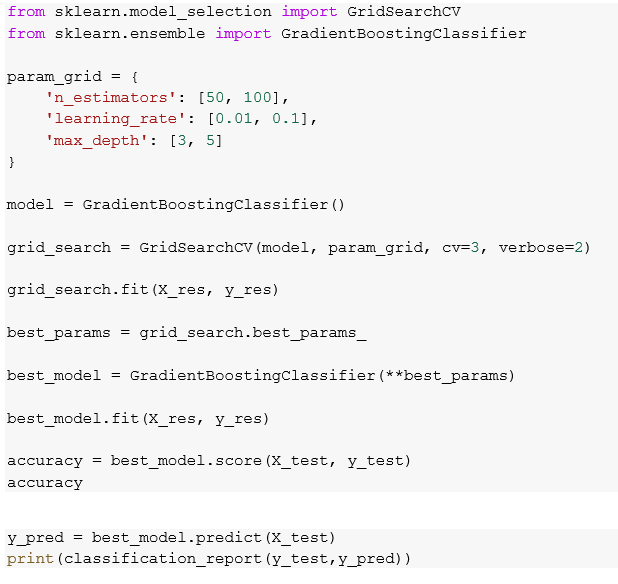 from sklearn.model_selection import GridSearchCV
from sklearn.ensemble import GradientBoostingClassifier
param_grid = {
    'n_estimators': [50, 100],
    'learning_rate': [0.01, 0.1],
    'max_depth': [3, 5]
}
model = GradientBoostingClassifier()
grid_search = GridSearchCV(model, param_grid, cv=3, verbose=2)
grid_search.fit(X_res, y_res)
best_params = grid_search.best_params_
best_model = GradientBoostingClassifier(**best_params)
best_model.fit(X_res, y_res)
accuracy = best_model.score(X_test, y_test)
accuracy
y_pred = best_model.predict(X_test)
print(classification_report(y_test,y_pred))